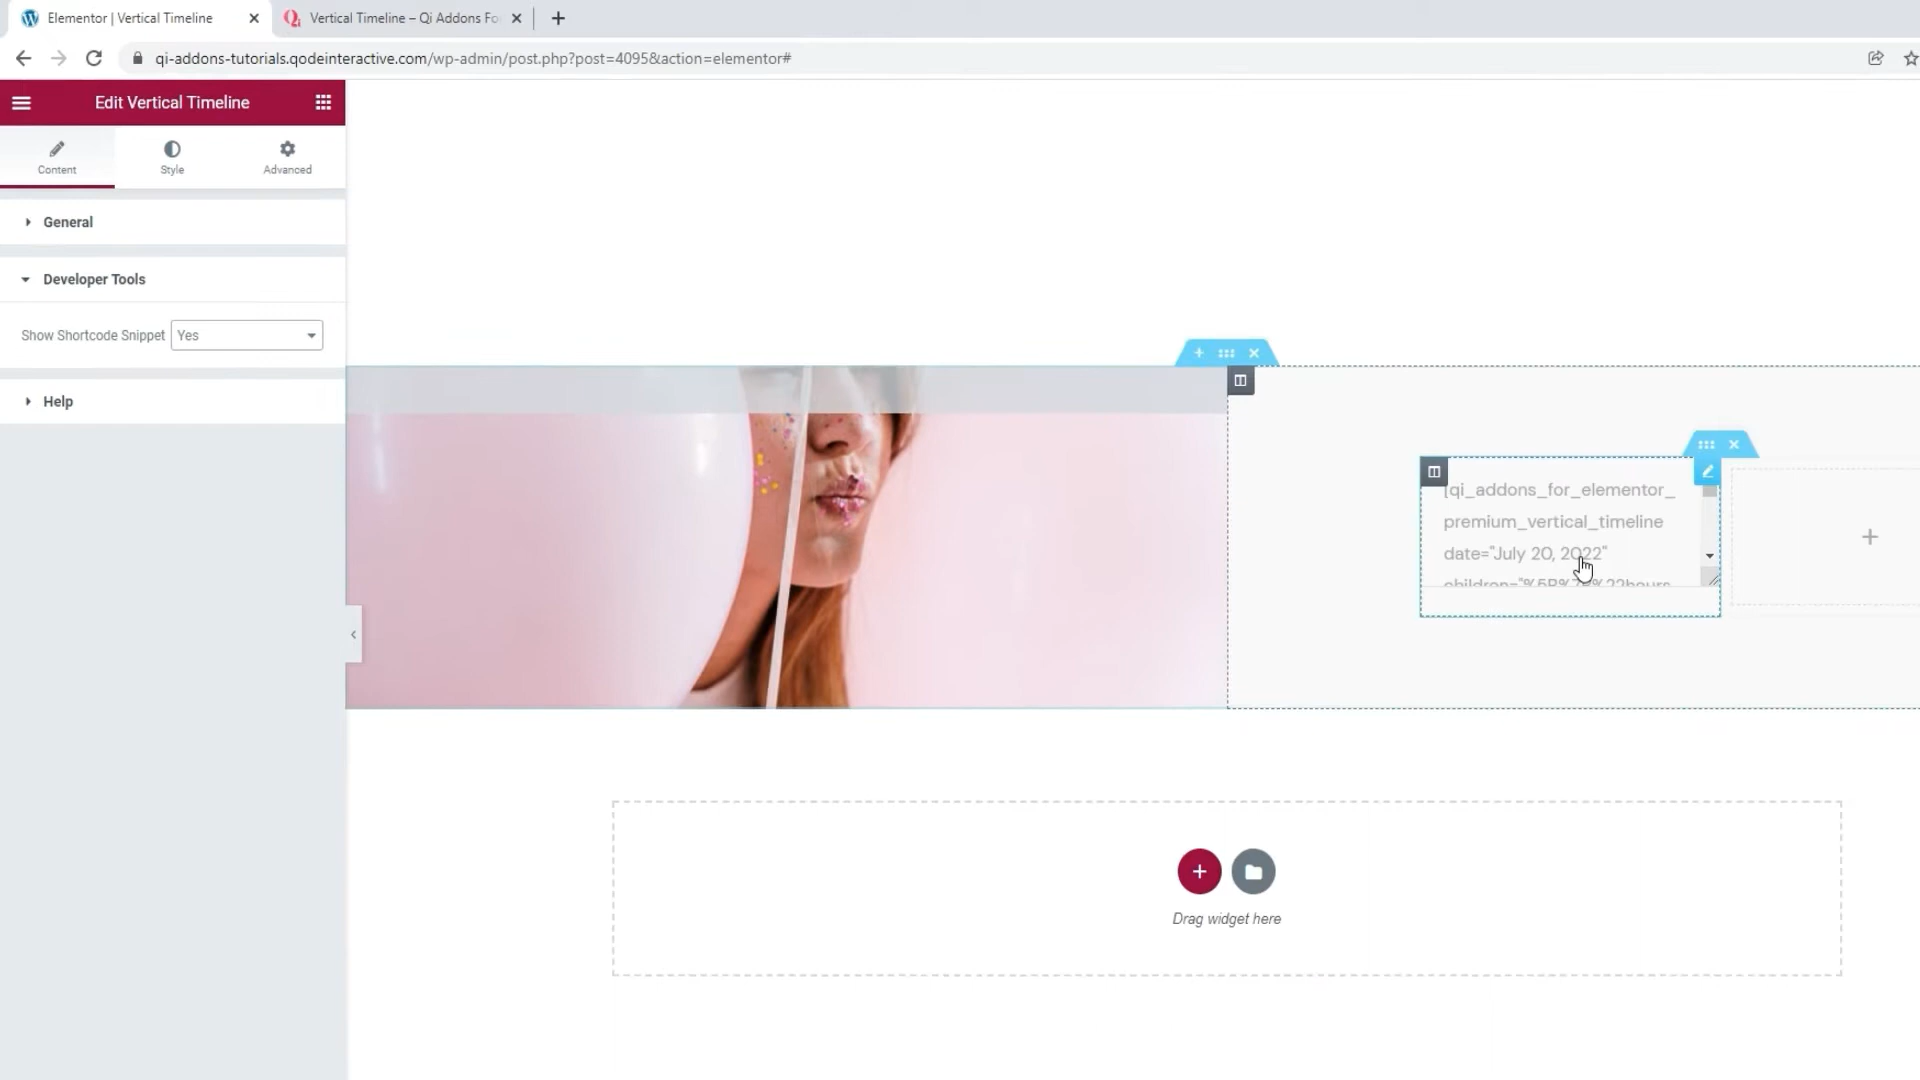 Elementor | Vertical Timeline
Vertical Timeline – Qi Addons Fo
qi-addons-tutorials.qodeinteractive.com/wp-admin/post.php?post=4095&action=elementor#
Edit Vertical Timeline
Content
Style
Advanced
General
Developer Tools
Show Shortcode Snippet
Yes
Help
[qi_addons_for_elementor_
premium_vertical_timeline
date="July 20, 2022"
Drag widget here